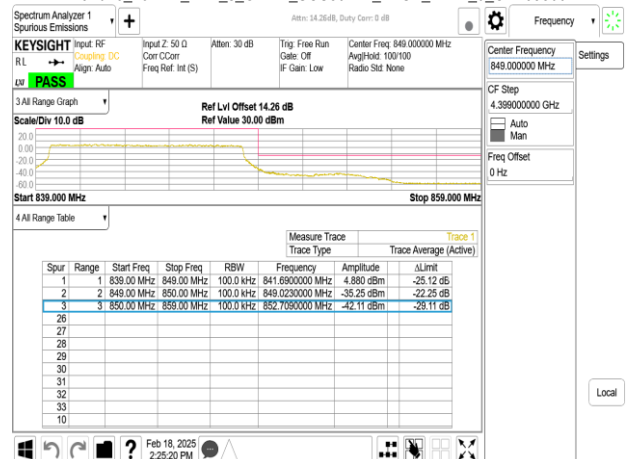 Spectrum Analyzer 1
Spurious Emissions
Attn: 14.26dB, Duty Corr: 0 dB
Frequency
KEYSIGHT
RL
Align: Auto
Input: RF
Coupling: DC
Input Z: 50 Ω
Corr CCorr
Freq Ref: Int (S)
Atten: 30 dB
Trig: Free Run
Gate: Off
IF Gain: Low
Center Freq: 849.000000 MHz
Avg|Hold: 100/100
Radio Std: None
LXI PASS
Center Frequency
849.000000 MHz
Settings
CF Step
4.399000000 GHz
Auto
Man
Freq Offset
0 Hz
3 All Range Graph
Scale/Div 10.0 dB
Ref Lvl Offset 14.26 dB
Ref Value 30.00 dBm
20.0
0.00
-20.0
-40.0
-60.0
Start 839.000 MHz
Stop 859.000 MHz
4 All Range Table
Measure Trace Trace 1
Trace Type Trace Average (Active)
Spur Range Start Freq Stop Freq RBW Frequency Amplitude ΔLimit
1 1 839.00 MHz 849.00 MHz 100.0 kHz 841.6900000 MHz 4.880 dBm -25.12 dB
2 2 849.00 MHz 850.00 MHz 100.0 kHz 849.0230000 MHz -35.25 dBm -22.25 dB
3 3 850.00 MHz 859.00 MHz 100.0 kHz 852.7090000 MHz -42.11 dBm -29.11 dB
26
27
28
29
30
31
32
33
10
Local
?
Feb 18, 2025
2:25:20 PM